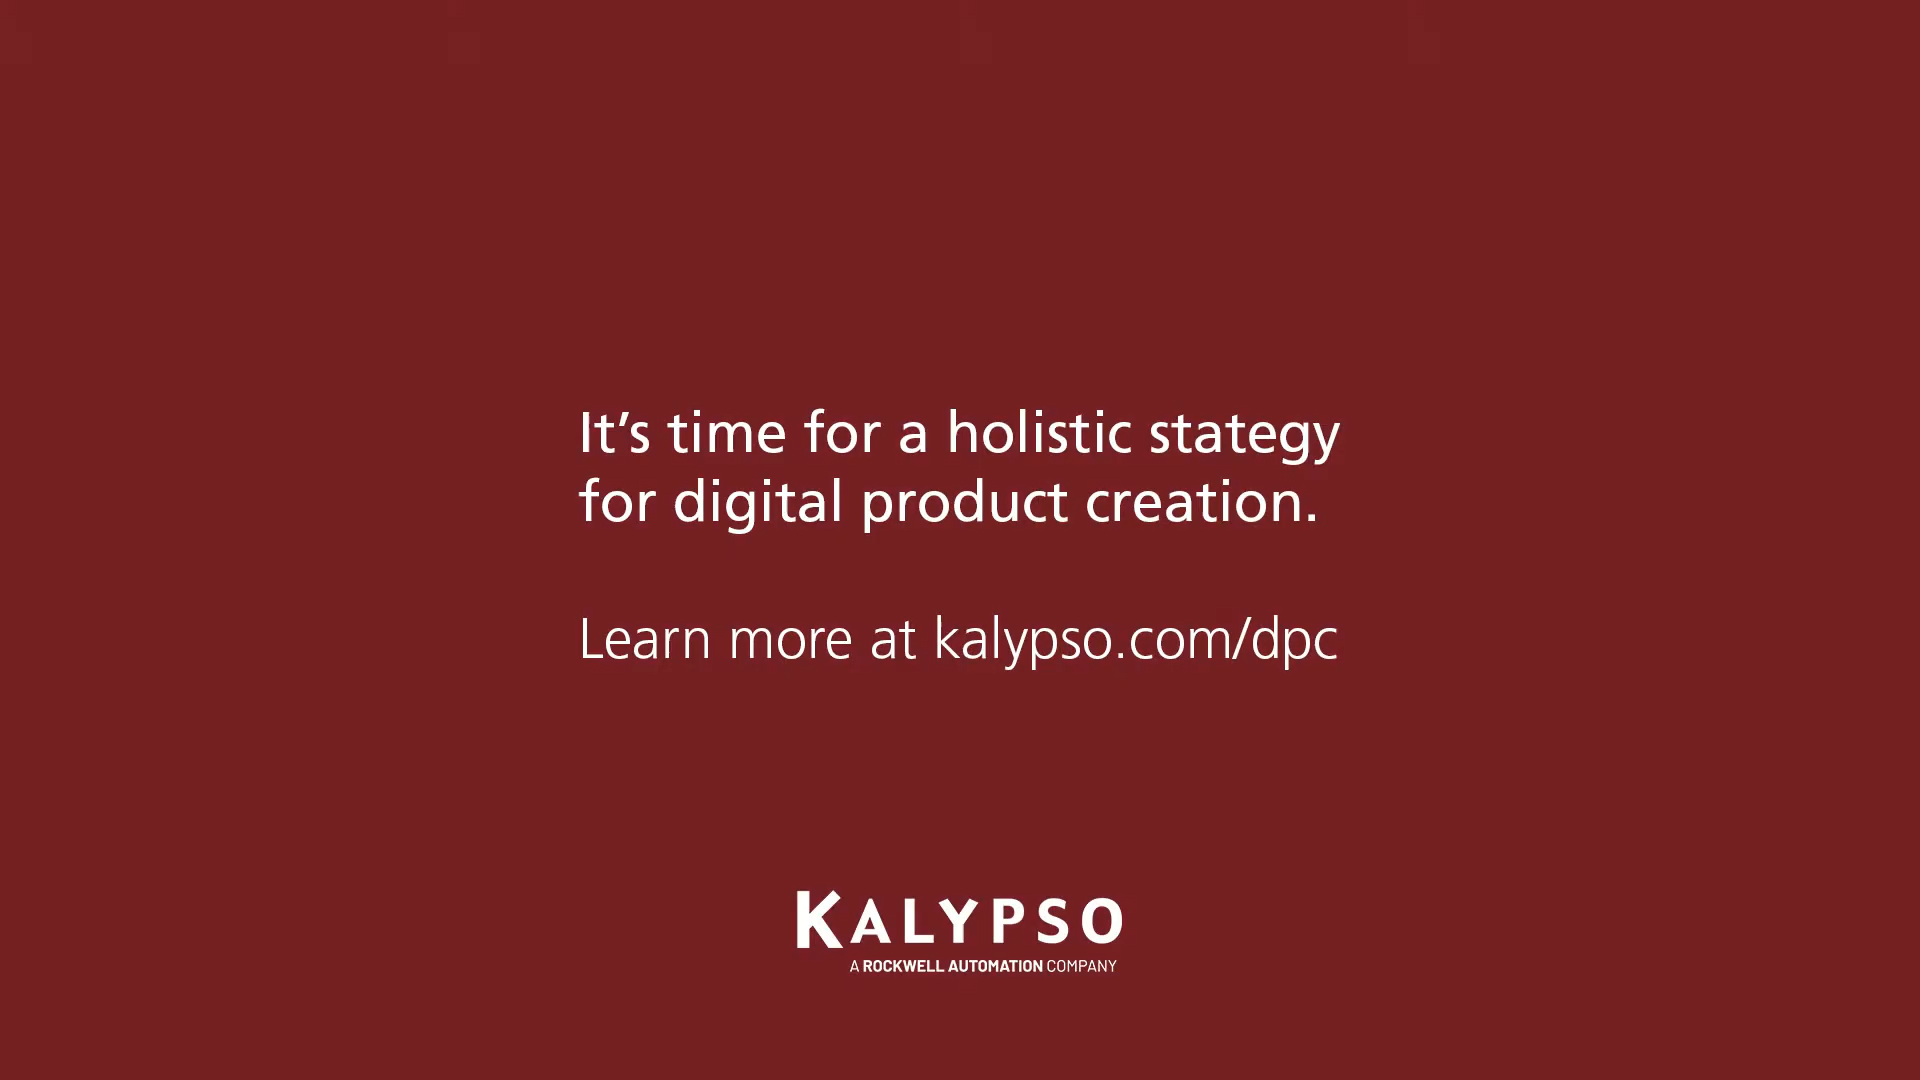 It’s time for a holistic stategy
for digital product creation.
Learn more at kalypso.com/dpc
KALYPSO
A ROCKWELL AUTOMATION COMPANY